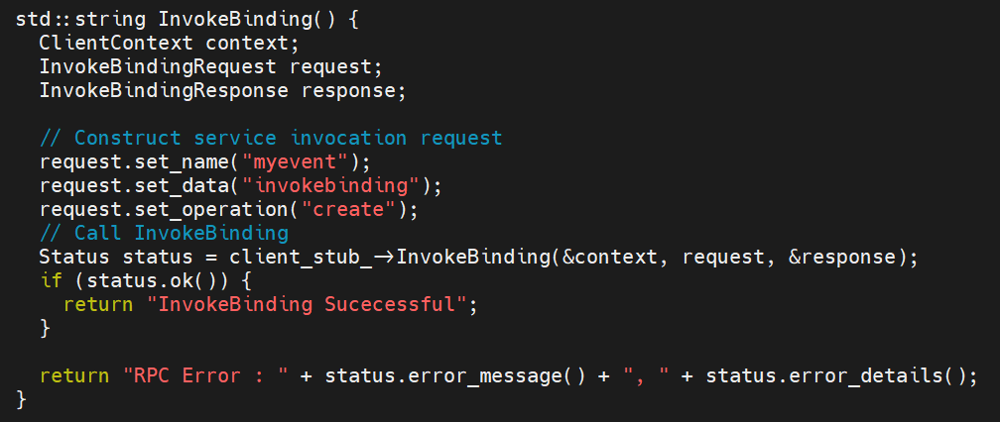 std::string InvokeBinding() {
  ClientContext context;
  InvokeBindingRequest request;
  InvokeBindingResponse response;

  // Construct service invocation request
  request.set_name("myevent");
  request.set_data("invokebinding");
  request.set_operation("create");
  // Call InvokeBinding
  Status status = client_stub_->InvokeBinding(&context, request, &response);
  if (status.ok()) {
    return "InvokeBinding Sucecessful";
  }

  return "RPC Error : " + status.error_message() + ", " + status.error_details();
}